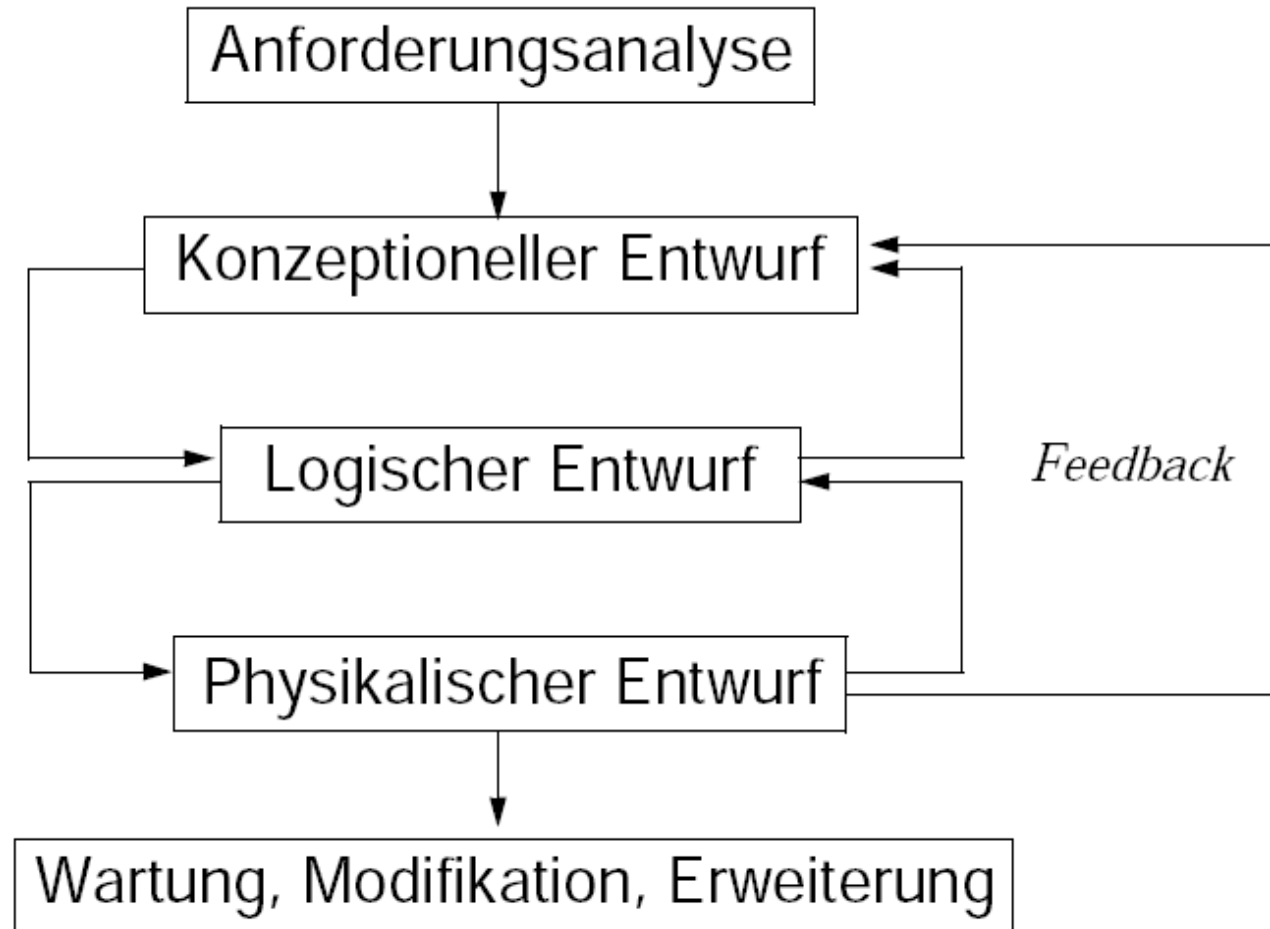 Anforderungsanalyse
Konzeptioneller Entwurf
Logischer Entwurf
Feedback
Physikalischer Entwurf
Wartung, Modifikation, Erweiterung